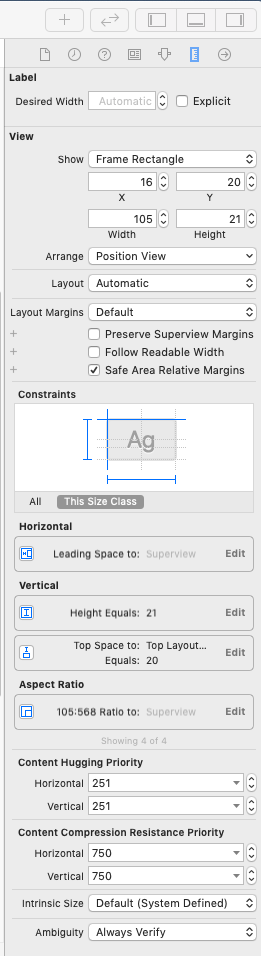 Label
Desired Width Automatic Explicit
View
Show Frame Rectangle
16 20
X Y
105 21
Width Height
Arrange Position View
Layout Automatic
Layout Margins Default
+ Preserve Superview Margins
+ Follow Readable Width
+ Safe Area Relative Margins
Constraints
Ag
All This Size Class
Horizontal
Leading Space to: Superview Edit
Vertical
Height Equals: 21 Edit
Top Space to: Top Layout...
Equals: 20 Edit
Aspect Ratio
105:568 Ratio to: Superview Edit
Showing 4 of 4
Content Hugging Priority
Horizontal 251
Vertical 251
Content Compression Resistance Priority
Horizontal 750
Vertical 750
Intrinsic Size Default (System Defined)
Ambiguity Always Verify